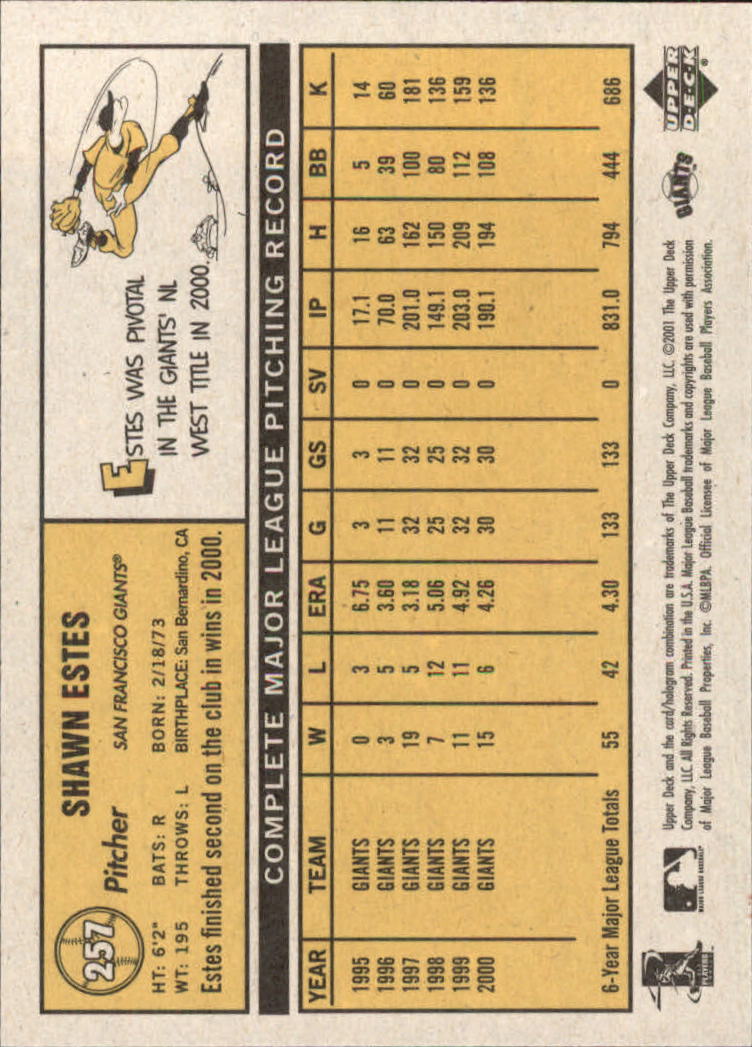 257
SHAWN ESTES
Pitcher SAN FRANCISCO GIANTS®
HT: 6'2" BATS: R BORN: 2/18/73
WT: 195 THROWS: L BIRTHPLACE: San Bernardino, CA
Estes finished second on the club in wins in 2000.
ESTES WAS PIVOTAL
IN THE GIANTS' NL
WEST TITLE IN 2000.
COMPLETE MAJOR LEAGUE PITCHING RECORD
YEAR TEAM W L ERA G GS SV IP H BB K
1995 GIANTS 0 3 6.75 3 3 0 17.1 16 5 14
1996 GIANTS 3 5 3.60 11 11 0 70.0 63 39 60
1997 GIANTS 19 5 3.18 32 32 0 201.0 162 100 181
1998 GIANTS 7 12 5.06 25 25 0 149.1 150 80 136
1999 GIANTS 11 11 4.92 32 32 0 203.0 209 112 159
2000 GIANTS 15 6 4.26 30 30 0 190.1 194 108 136
6-Year Major League Totals 55 42 4.30 133 133 0 831.0 794 444 686
PLAYERS
MAJOR LEAGUE BASEBALL
Upper Deck and the card/hologram combination are trademarks of The Upper Deck Company, LLC. ©2001 The Upper Deck
Company, LLC All Rights Reserved. Printed in the U.S.A. Major League Baseball trademarks and copyrights are used with permission
of Major League Baseball Properties, Inc. ©MLBPA. Official Licensee of Major League Baseball Players Association.
GIANTS
UPPER
DECK®